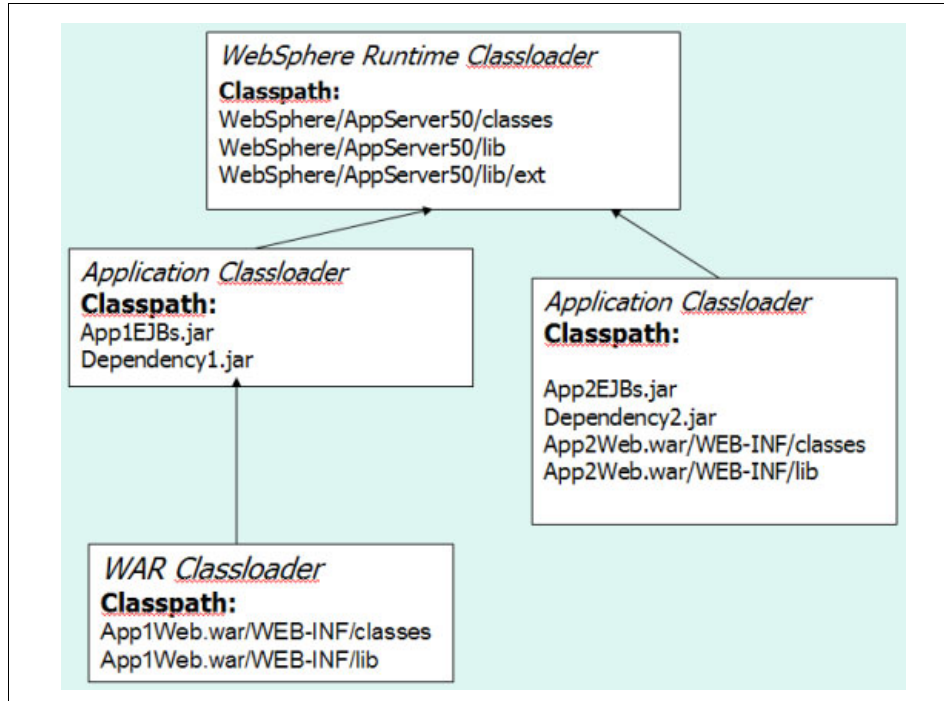 WebSphere Runtime Classloader
Classpath:
WebSphere/AppServer50/classes
WebSphere/AppServer50/lib
WebSphere/AppServer50/lib/ext
Application Classloader
Classpath:
App1EJBs.jar
Dependency1.jar
Application Classloader
Classpath:
App2EJBs.jar
Dependency2.jar
App2Web.war/WEB-INF/classes
App2Web.war/WEB-INF/lib
WAR Classloader
Classpath:
App1Web.war/WEB-INF/classes
App1Web.war/WEB-INF/lib